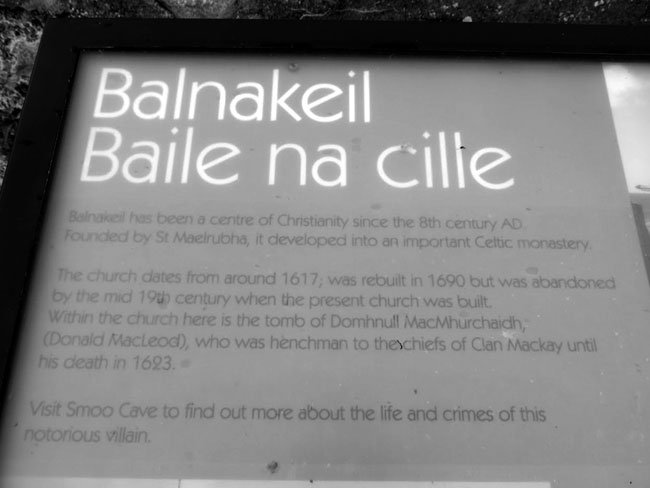 Balnakeil
Baile na cille
Balnakeil has been a centre of Christianity since the 8th century AD.
Founded by St Maelrubha, it developed into an important Celtic monastery.
The church dates from around 1617; was rebuilt in 1690 but was abandoned
by the mid 19th century when the present church was built.
Within the church here is the tomb of Domhnull MacMhurchaidh,
(Donald MacLeod), who was henchman to the chiefs of Clan Mackay until
his death in 1623.
Visit Smoo Cave to find out more about the life and crimes of this
notorious villain.